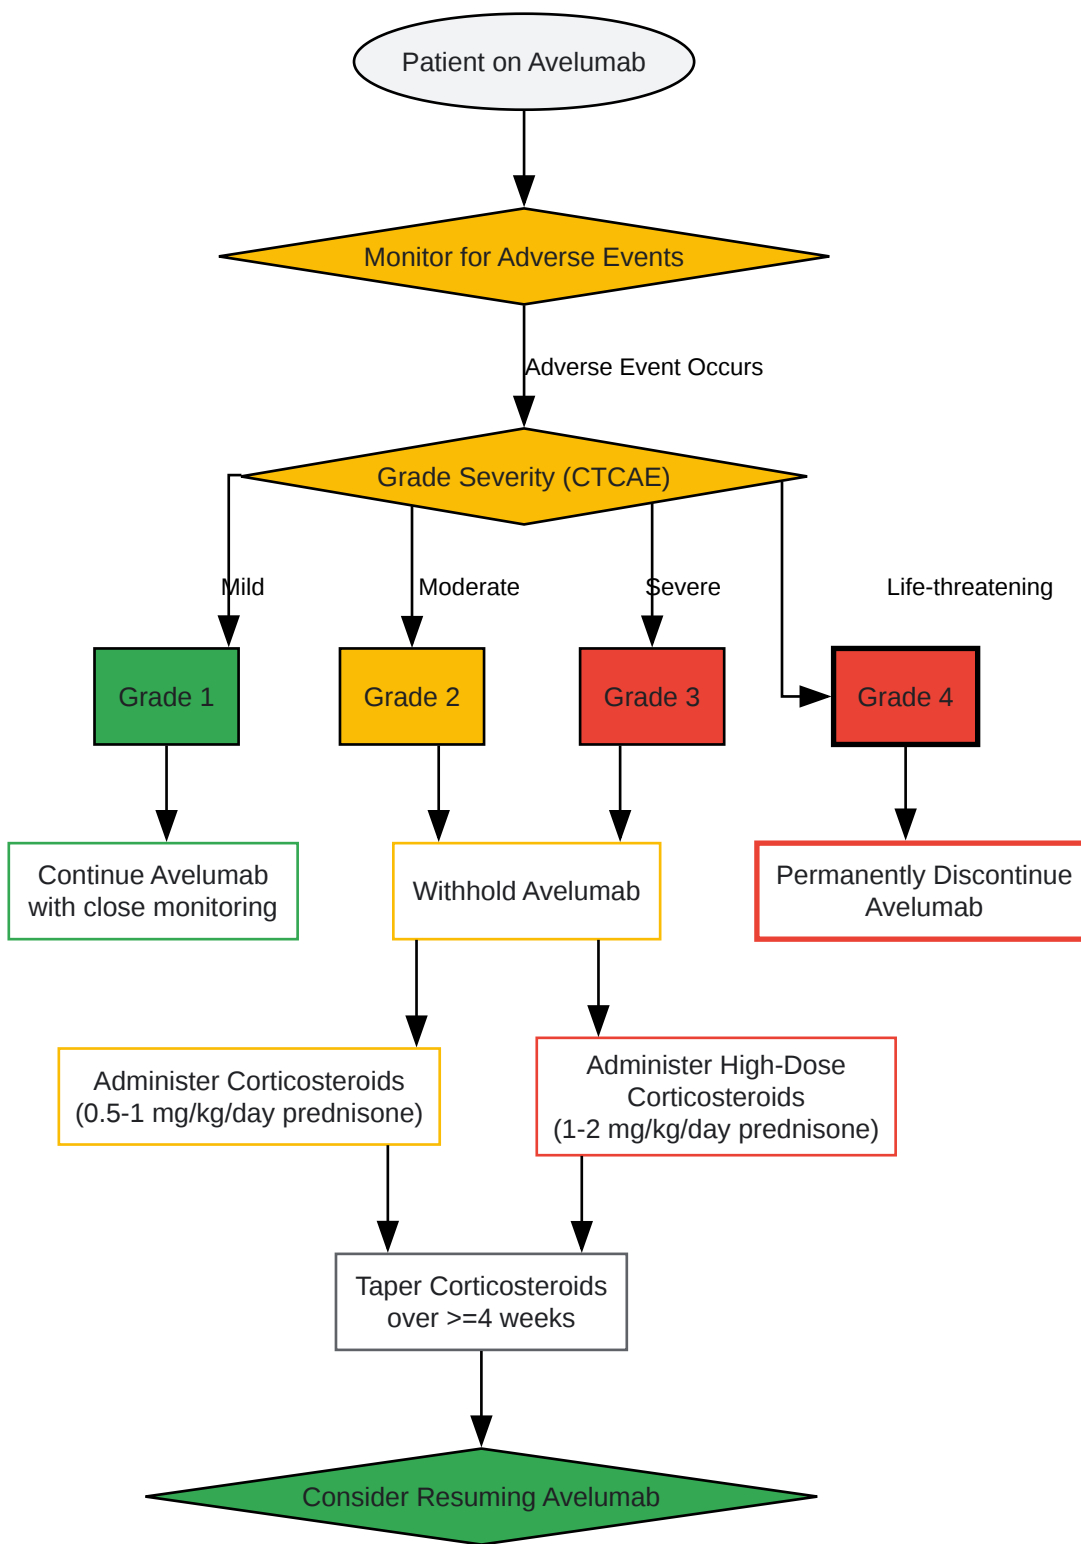 Patient on Avelumab
Monitor for Adverse Events
Adverse Event Occurs
Grade Severity (CTCAE)
Mild
Moderate
Severe
Life-threatening
Grade 1
Grade 2
Grade 3
Grade 4
Continue Avelumab
with close monitoring
Withhold Avelumab
Permanently Discontinue
Avelumab
Administer Corticosteroids
(0.5-1 mg/kg/day prednisone)
Administer High-Dose
Corticosteroids
(1-2 mg/kg/day prednisone)
Taper Corticosteroids
over >=4 weeks
Consider Resuming Avelumab